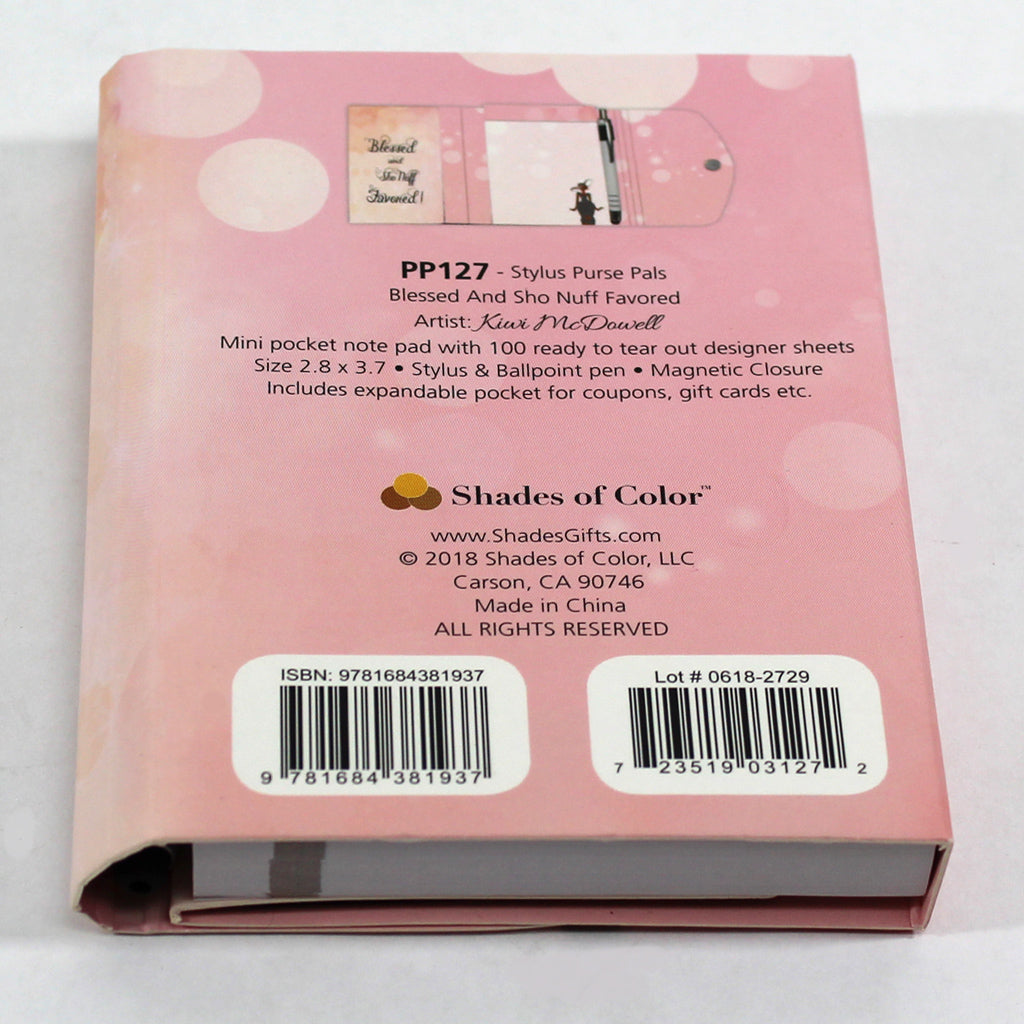 Blessed
and
Sho Nuff
Favored!
PP127 - Stylus Purse Pals
Blessed And Sho Nuff Favored
Artist: Kiwi McDowell
Mini pocket note pad with 100 ready to tear out designer sheets
Size 2.8 x 3.7 • Stylus & Ballpoint pen • Magnetic Closure
Includes expandable pocket for coupons, gift cards etc.
Shades of Color™
www.ShadesGifts.com
© 2018 Shades of Color, LLC
Carson, CA 90746
Made in China
ALL RIGHTS RESERVED
ISBN: 9781684381937
9 781684 381937
Lot # 0618-2729
7 23519 03127 2